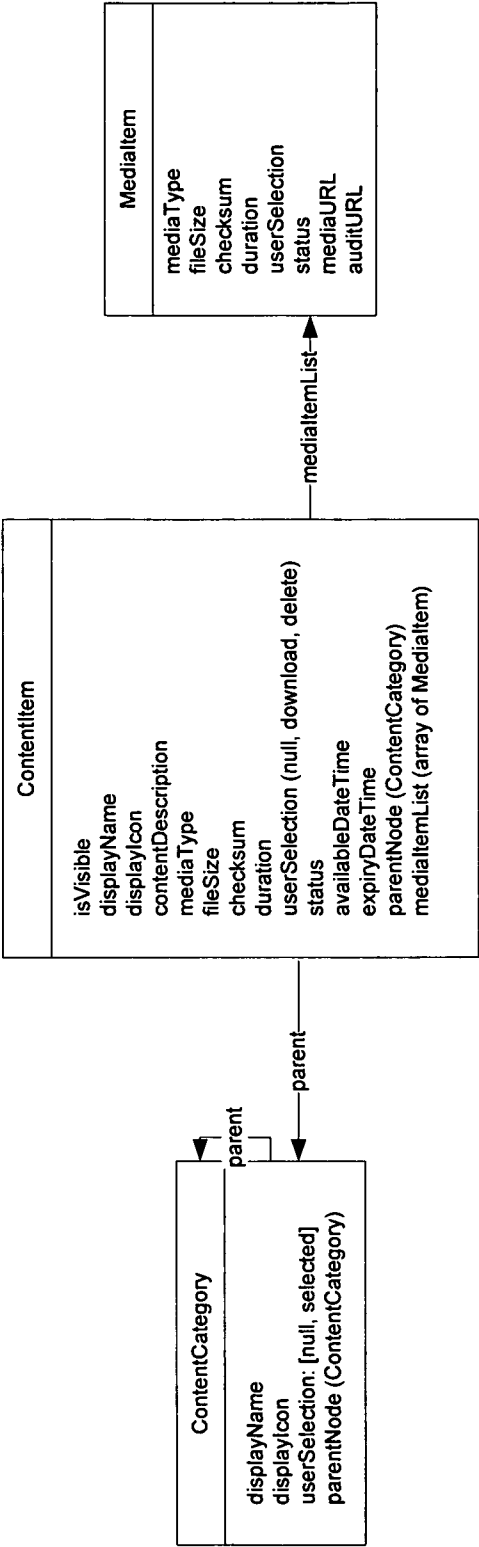 ContentCategory
displayName
displayIcon
userSelection: [null, selected]
parentNode (ContentCategory)
parent
parent
ContentItem
isVisible
displayName
displayIcon
contentDescription
mediaType
fileSize
checksum
duration
userSelection (null, download, delete)
status
availableDateTime
expiryDateTime
parentNode (ContentCategory)
mediaItemList (array of MediaItem)
mediaItemList
MediaItem
mediaType
fileSize
checksum
duration
userSelection
status
mediaURL
auditURL